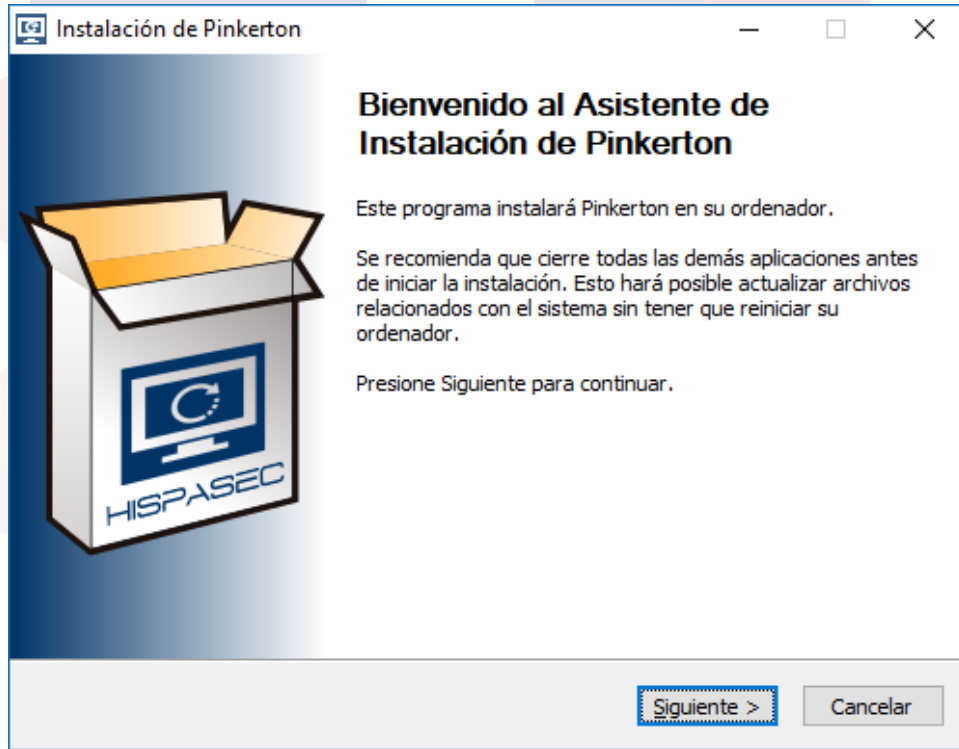 Instalación de Pinkerton
Bienvenido al Asistente de
Instalación de Pinkerton
Este programa instalará Pinkerton en su ordenador.
Se recomienda que cierre todas las demás aplicaciones antes
de iniciar la instalación. Esto hará posible actualizar archivos
relacionados con el sistema sin tener que reiniciar su
ordenador.
Presione Siguiente para continuar.
HISPASEC
Siguiente >
Cancelar